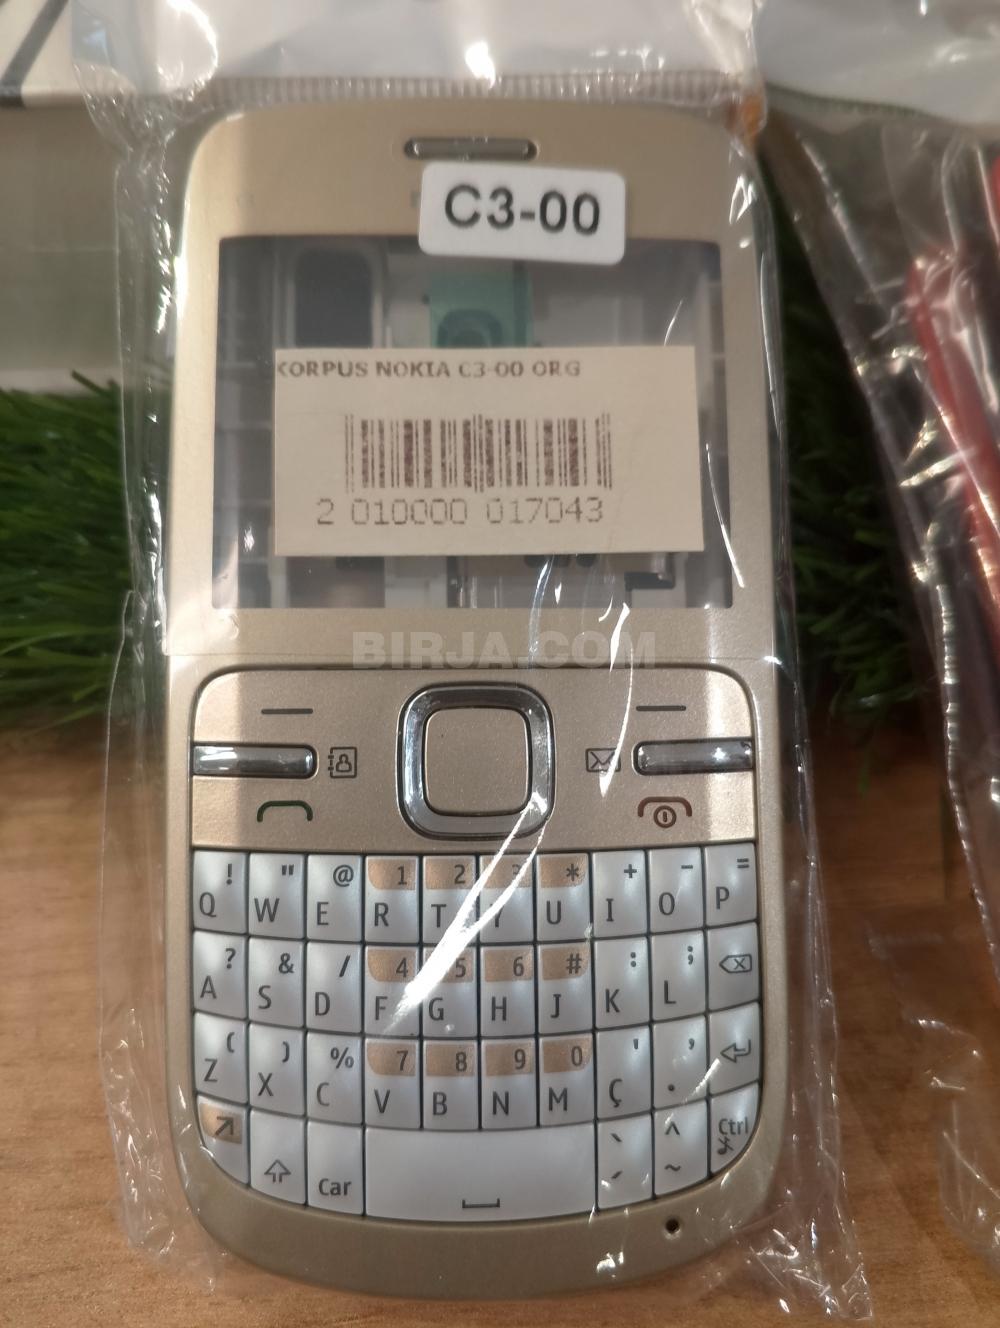 C3-00
KORPUS NOKIA C3-00 ORG
2 010000 017043
BIRJA.COM
! " @ 1 2 3 * + - =
Q W E R T Y U I O P
? & / 4 5 6 # : ;
A S D F G H J K L
( ) % 7 8 9 0 ' ,
Z X C V B N M Ç .
` ^ Ctrl
Car ´ ~